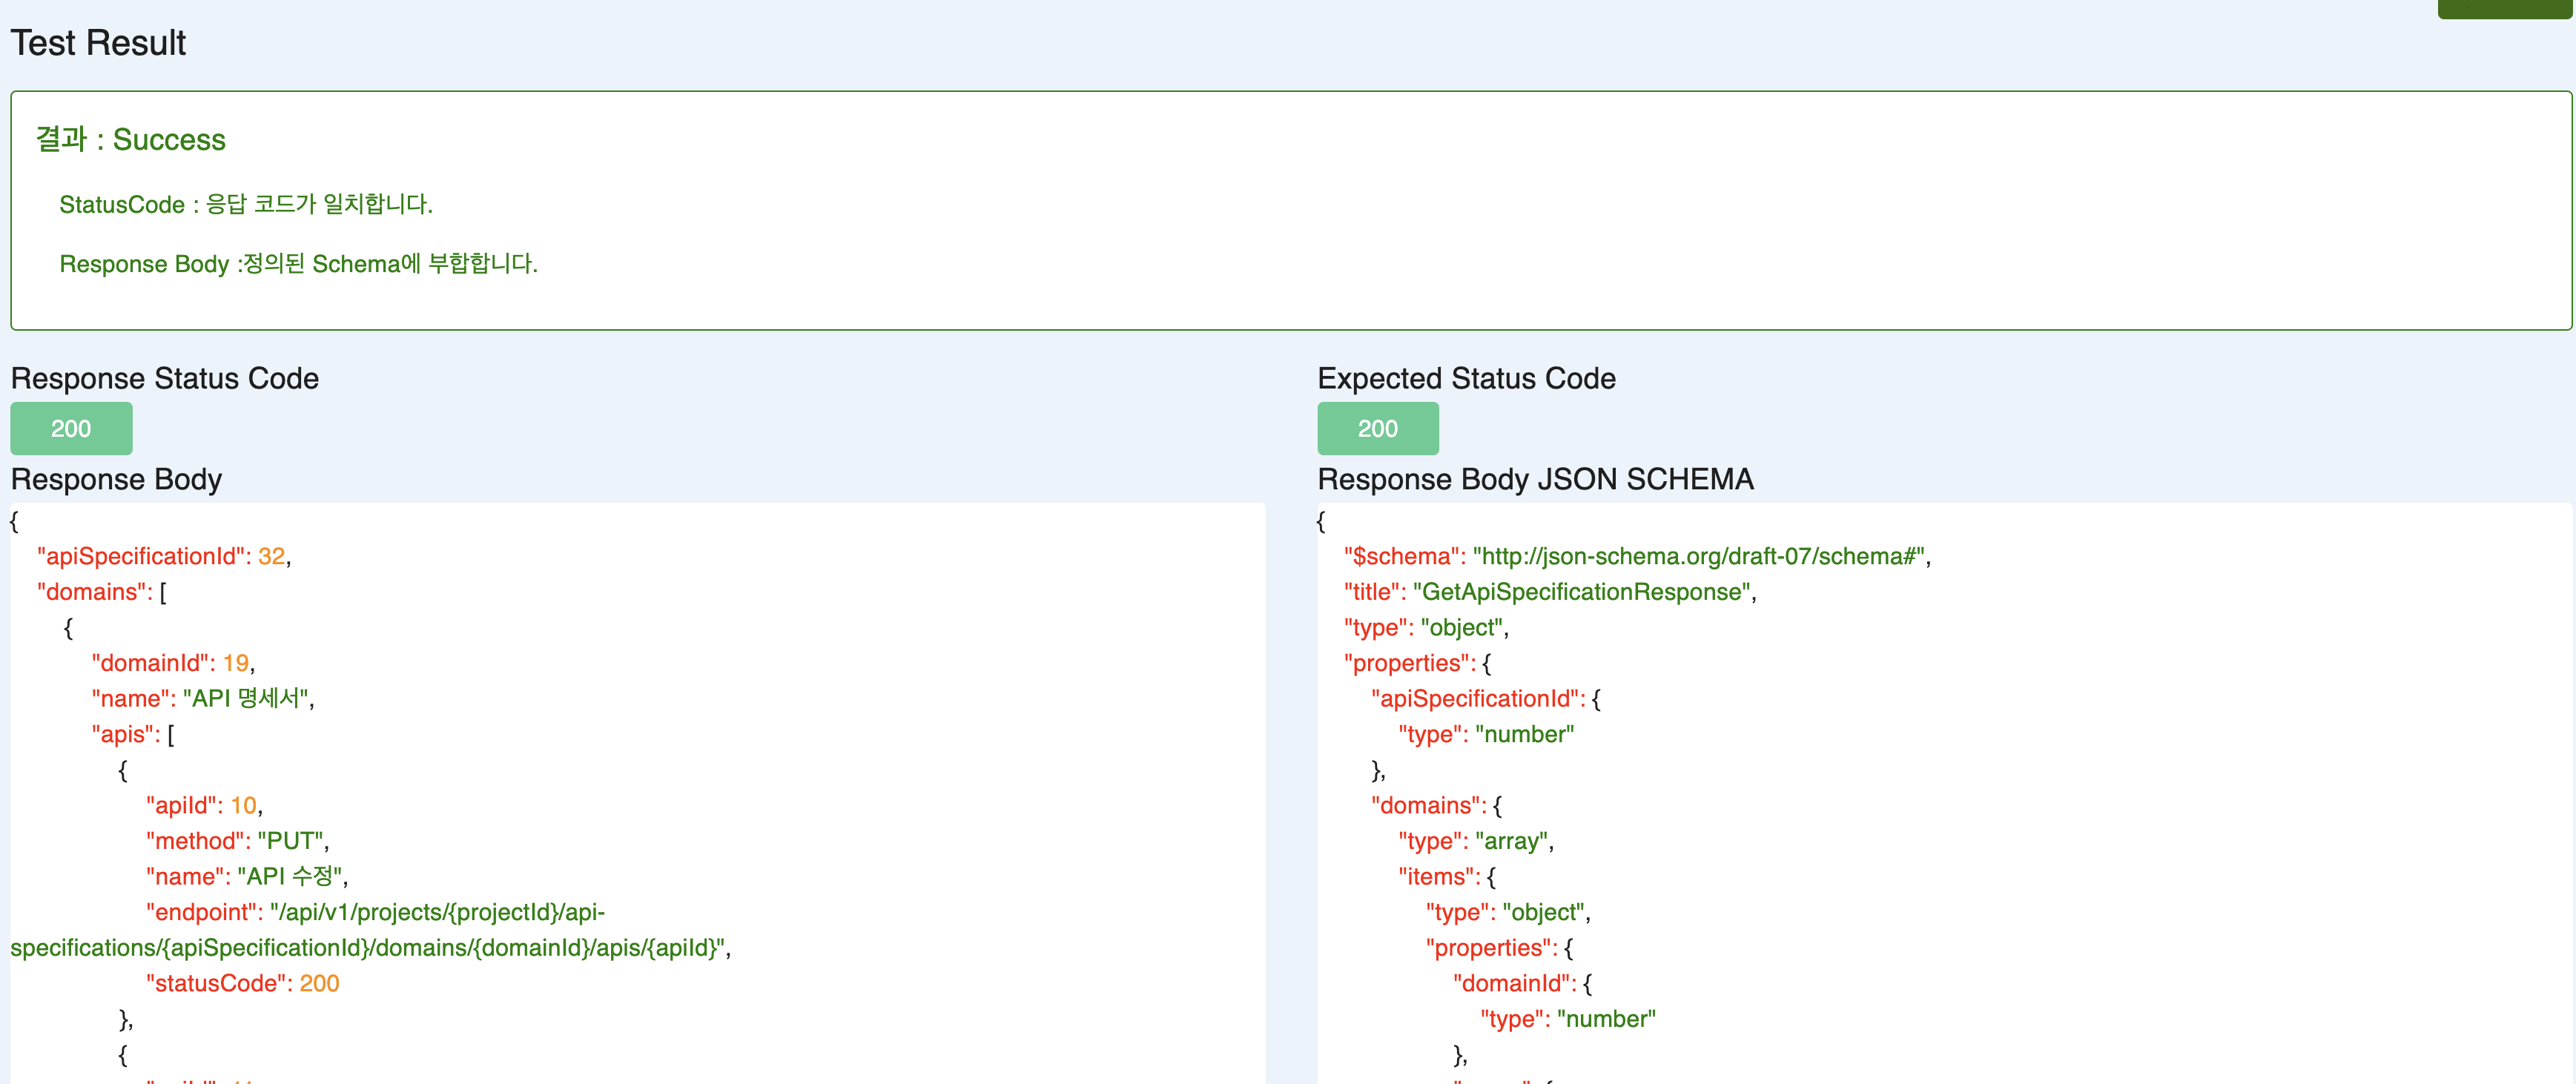 Test Result
결과 : Success
StatusCode : 응답 코드가 일치합니다.
Response Body :정의된 Schema에 부합합니다.
Response Status Code
200
Response Body
{
"apiSpecificationId": 32,
"domains": [
{
"domainId": 19,
"name": "API 명세서",
"apis": [
{
"apiId": 10,
"method": "PUT",
"name": "API 수정",
"endpoint": "/api/v1/projects/{projectId}/api-
specifications/{apiSpecificationId}/domains/{domainId}/apis/{apiId}",
"statusCode": 200
},
{
Expected Status Code
200
Response Body JSON SCHEMA
{
"$schema": "http://json-schema.org/draft-07/schema#",
"title": "GetApiSpecificationResponse",
"type": "object",
"properties": {
"apiSpecificationId": {
"type": "number"
},
"domains": {
"type": "array",
"items": {
"type": "object",
"properties": {
"domainId": {
"type": "number"
},